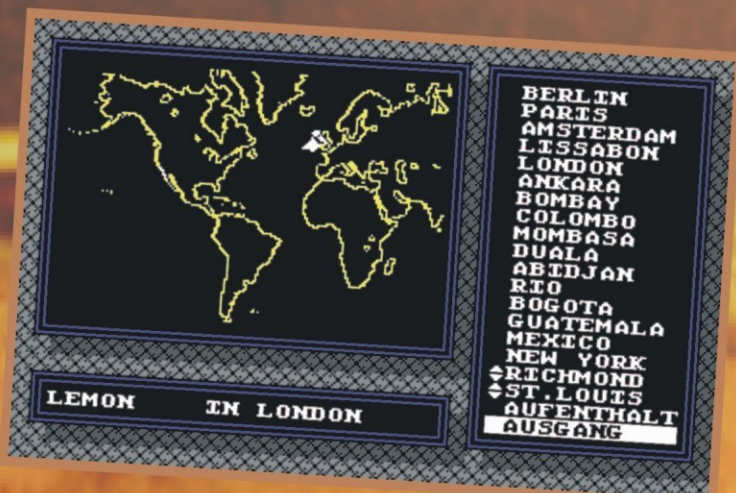 BERLIN
PARIS
AMSTERDAM
LISSABON
LONDON
ANKARA
BOMBAY
COLOMBO
MOMBASA
DUALA
ABIDJAN
RIO
BOGOTA
GUATEMALA
MEXICO
NEW YORK
RICHMOND
ST.LOUIS
AUFENTHALT
AUSGANG
LEMON IN LONDON